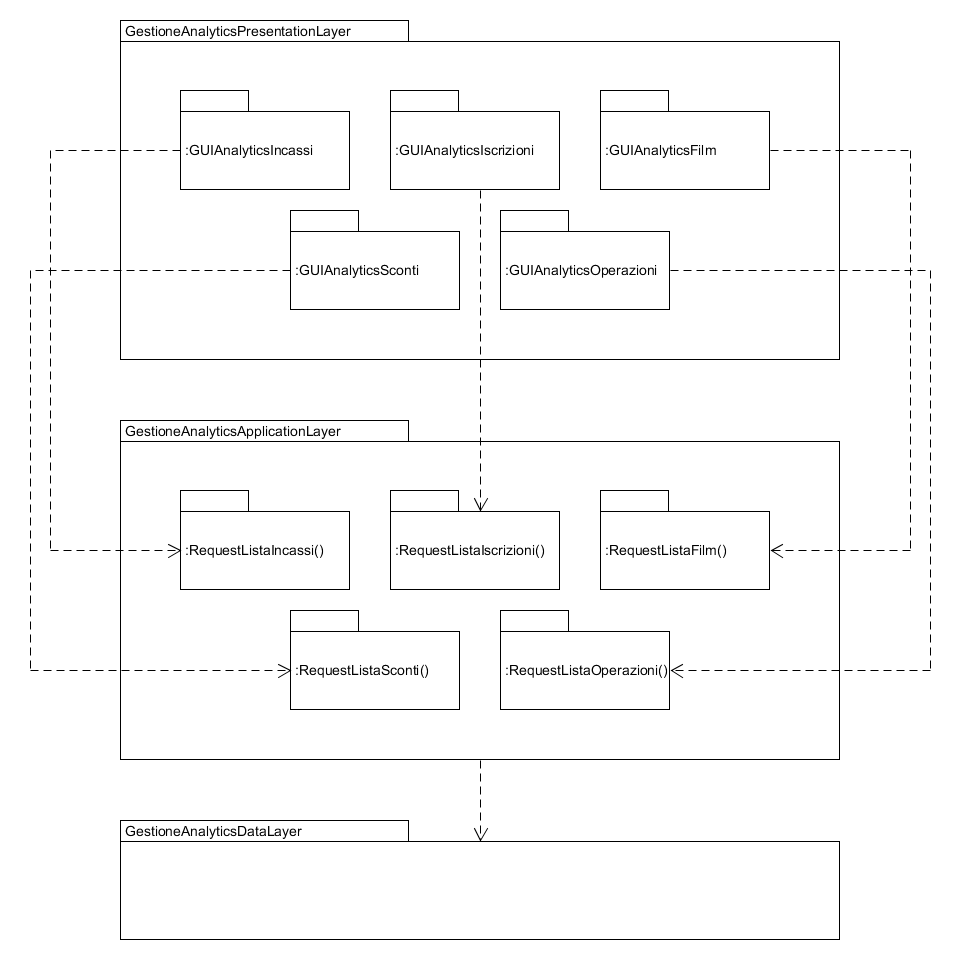 GestioneAnalyticsPresentationLayer
:GUIAnalyticsIncassi
:GUIAnalyticsIscrizioni
:GUIAnalyticsFilm
:GUIAnalyticsSconti
:GUIAnalyticsOperazioni
GestioneAnalyticsApplicationLayer
:RequestListaIncassi()
:RequestListaIscrizioni()
:RequestListaFilm()
:RequestListaSconti()
:RequestListaOperazioni()
GestioneAnalyticsDataLayer